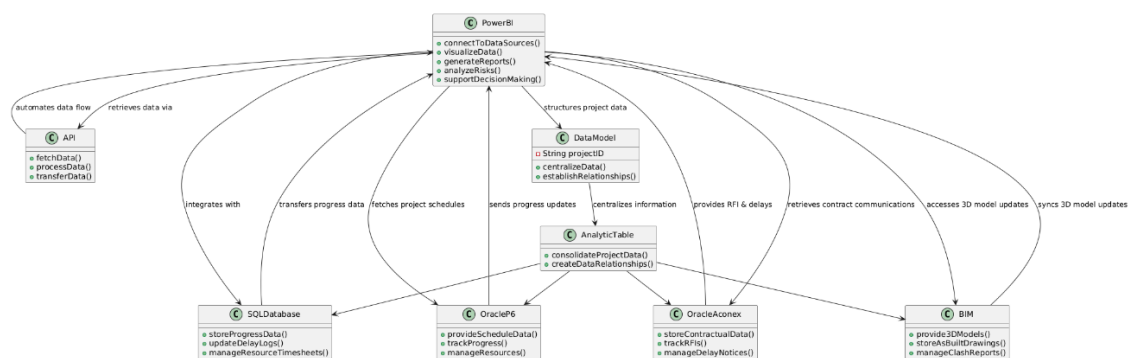 C PowerBI
connectToDataSources()
visualizeData()
generateReports()
analyzeRisks()
supportDecisionMaking()
automates data flow
retrieves data via
structures project data
C API
fetchData()
processData()
transferData()
C DataModel
String projectID
centralizeData()
establishRelationships()
integrates with
transfers progress data
fetches project schedules
sends progress updates
centralizes information
provides RFI & delays
retrieves contract communications
accesses 3D model updates
syncs 3D model updates
C AnalyticTable
consolidateProjectData()
createDataRelationships()
C SQLDatabase
storeProgressData()
updateDelayLogs()
manageResourceTimesheets()
C OracleP6
provideScheduleData()
trackProgress()
manageResources()
C OracleAconex
storeContractualData()
trackRFIs()
manageDelayNotices()
C BIM
provide3DModels()
storeAsBuiltDrawings()
manageClashReports()